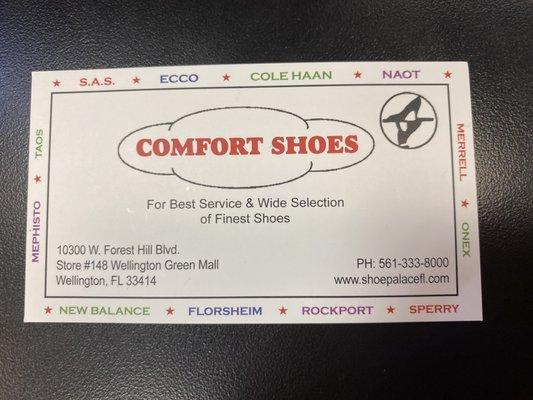 ★ S.A.S. ★ ECCO ★ COLE HAAN ★ NAOT ★
MEPHISTO ★ TAOS
COMFORT SHOES
For Best Service & Wide Selection
of Finest Shoes
10300 W. Forest Hill Blvd.
Store #148 Wellington Green Mall
Wellington, FL 33414
PH: 561-333-8000
www.shoepalacefl.com
MERRELL ★ ONEX
★ NEW BALANCE ★ FLORSHEIM ★ ROCKPORT ★ SPERRY